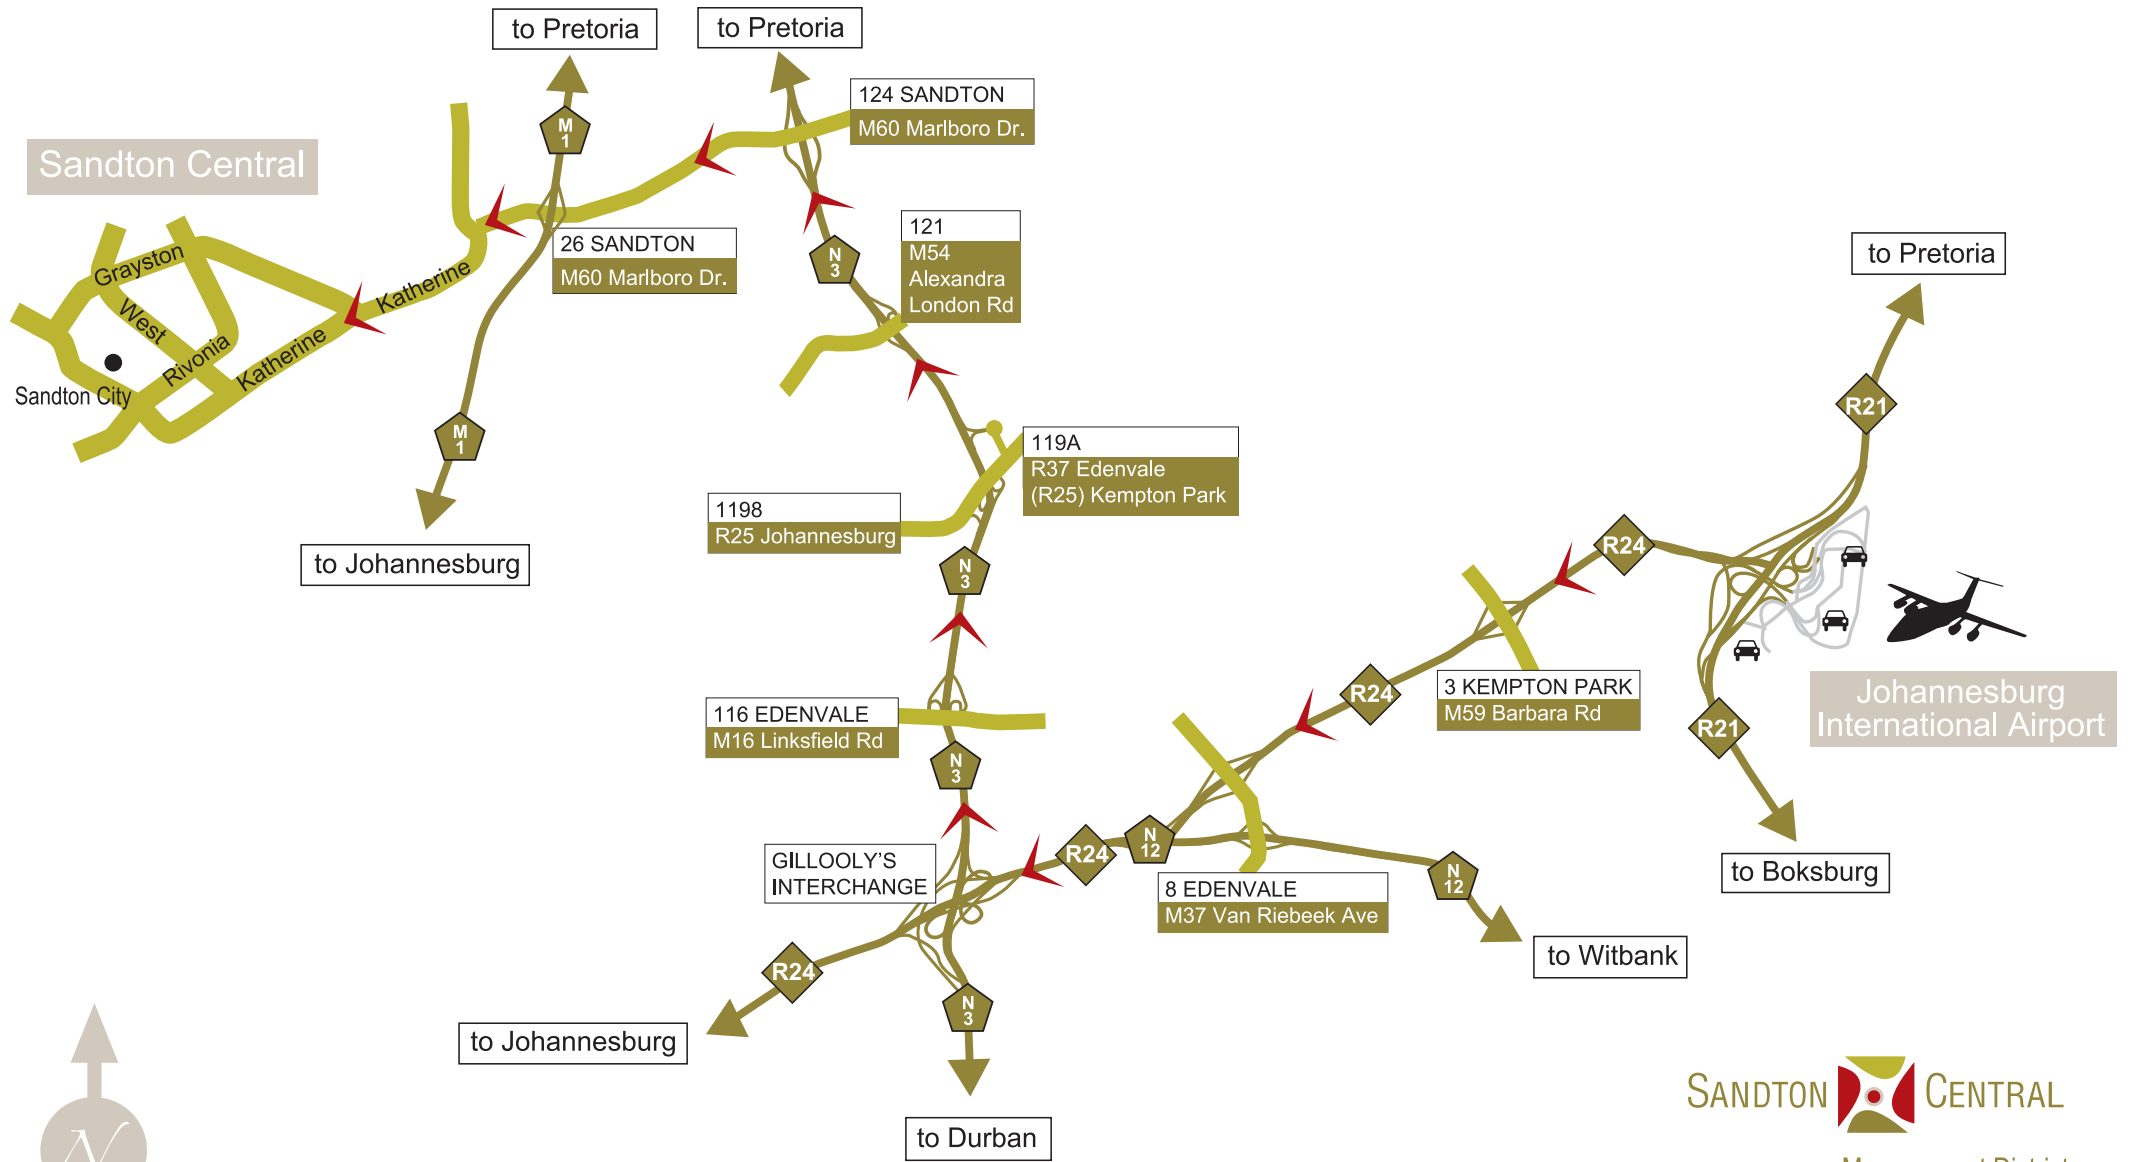 to Pretoria
to Pretoria
124 SANDTON
M60 Marlboro Dr.
M
1
Sandton Central
121
M54
Alexandra
London Rd
26 SANDTON
M60 Marlboro Dr.
N
3
to Pretoria
Grayston
Katherine
West
Rivonia
Katherine
Sandton City
M
1
R21
119A
R37 Edenvale
(R25) Kempton Park
1198
R25 Johannesburg
to Johannesburg
R24
N
3
R24
3 KEMPTON PARK
M59 Barbara Rd
Johannesburg
International Airport
116 EDENVALE
M16 Linksfield Rd
R21
N
3
GILLOOLY'S
INTERCHANGE
R24
N
12
8 EDENVALE
M37 Van Riebeek Ave
N
12
to Boksburg
to Witbank
R24
N
3
to Johannesburg
to Durban
N
SANDTON CENTRAL